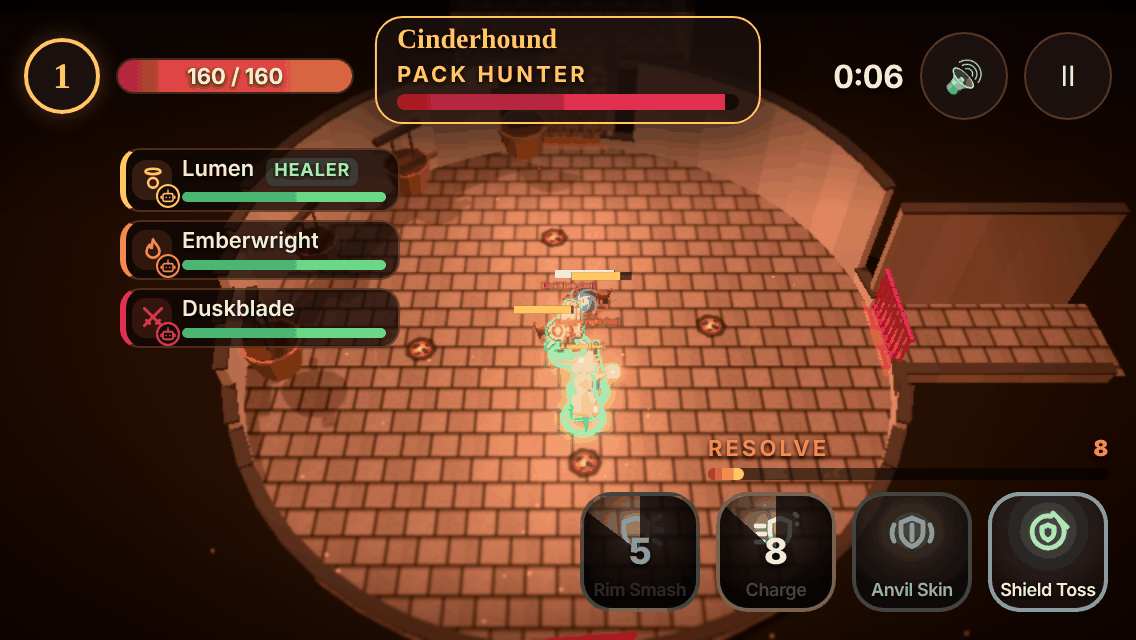 1
160 / 160
Cinderhound
PACK HUNTER
0:06
Lumen HEALER
Emberwright
Duskblade
RESOLVE 8
5
Rim Smash
8
Charge
Anvil Skin
Shield Toss